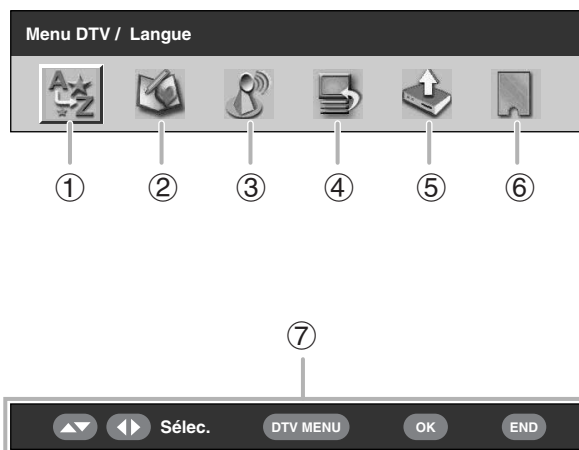 Menu DTV / Langue
A Z
① ② ③ ④ ⑤ ⑥
⑦
Sélec. DTV MENU OK END